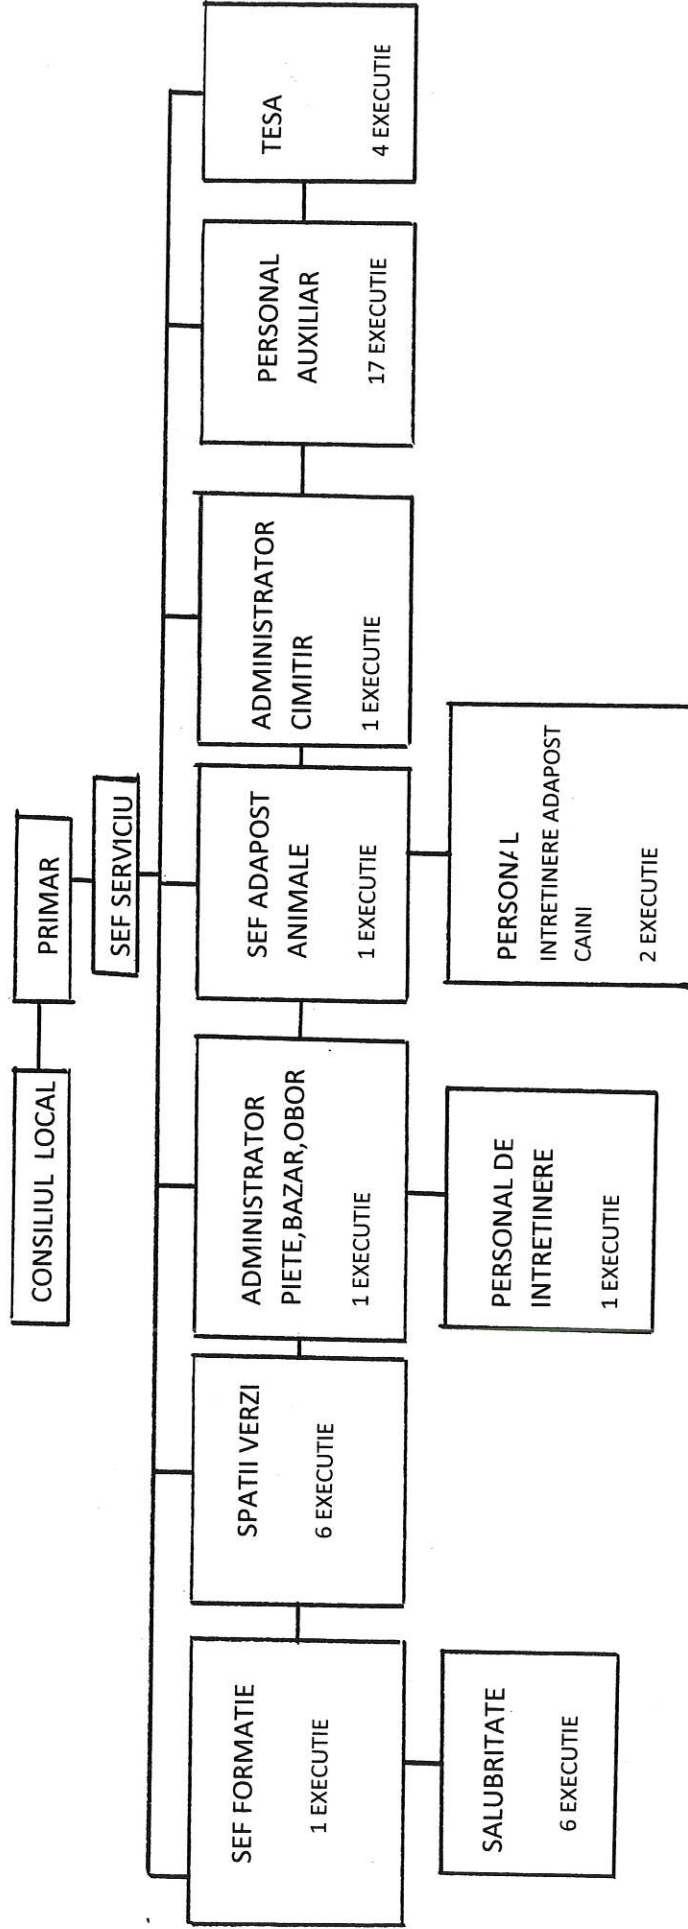 CONSILIUL LOCAL
PRIMAR
SEF SERVICIU
SEF FORMATIE
1 EXECUTIE
SPATII VERZI
6 EXECUTIE
ADMINISTRATOR
PIETE,BAZAR,OBOR
1 EXECUTIE
SEF ADAPOST
ANIMALE
1 EXECUTIE
ADMINISTRATOR
CIMITIR
1 EXECUTIE
PERSONAL
AUXILIAR
17 EXECUTIE
TESA
4 EXECUTIE
SALUBRITATE
6 EXECUTIE
PERSONAL DE
INTRETINERE
1 EXECUTIE
PERSONAL
INTRETINERE ADAPOST
CAINI
2 EXECUTIE